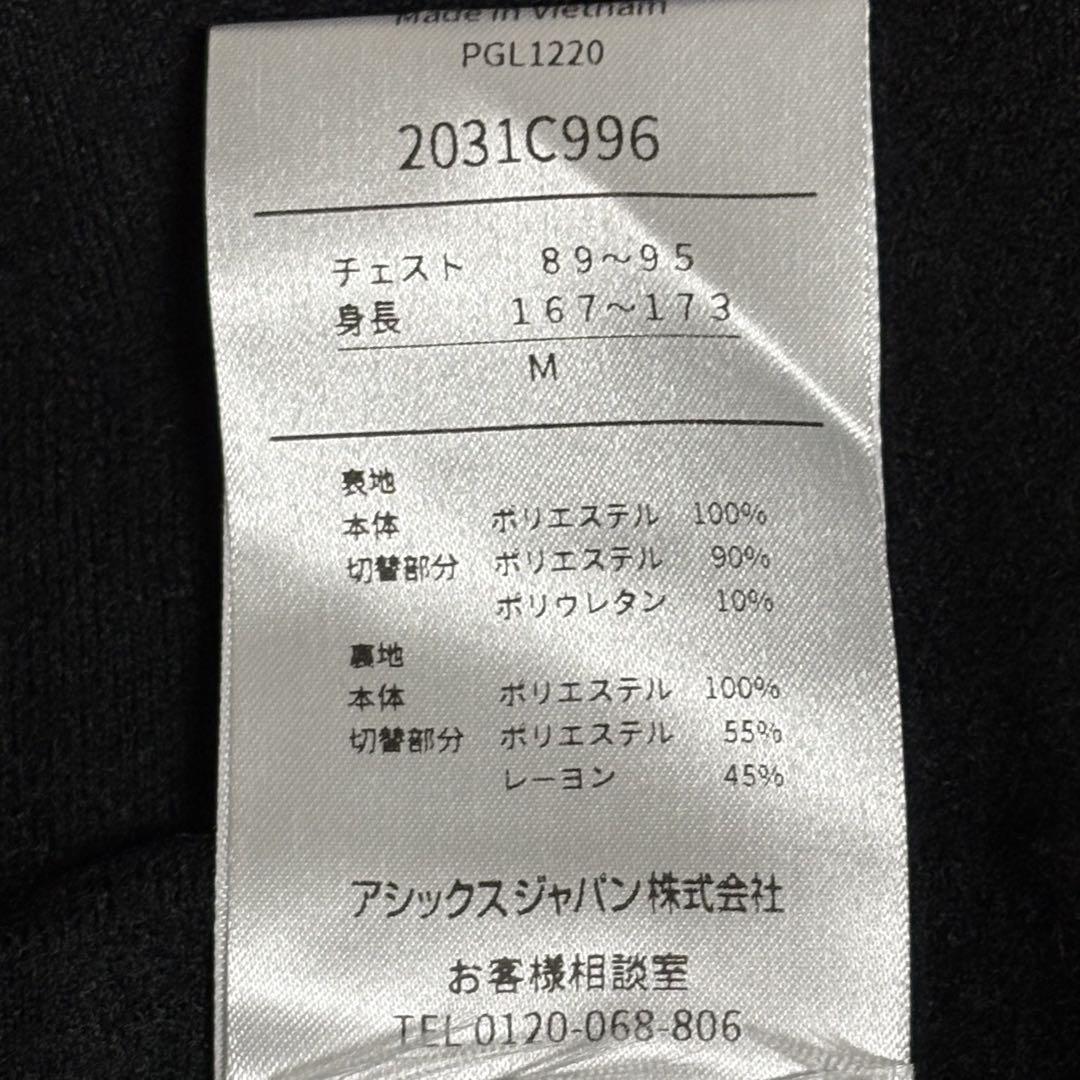 Made in Vietnam
PGL1220
2031C996
チェスト 89～95
身長 167～173
M
表地
本体 ポリエステル 100%
切替部分 ポリエステル 90%
ポリウレタン 10%
裏地
本体 ポリエステル 100%
切替部分 ポリエステル 55%
レーヨン 45%
アシックスジャパン株式会社
お客様相談室
TEL 0120-068-806